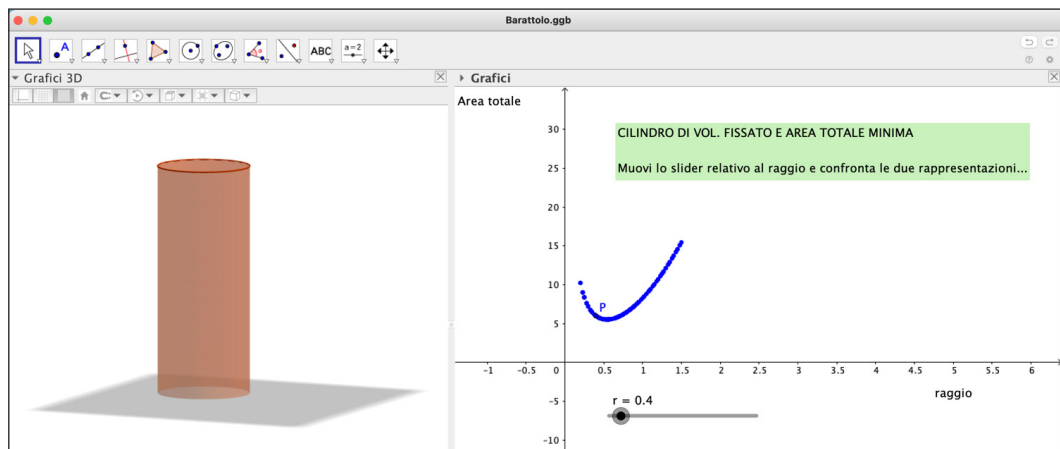 Barattolo.ggb
ABC
a=2
Grafici 3D
Grafici
Area totale
CILINDRO DI VOL. FISSATO E AREA TOTALE MINIMA
Muovi lo slider relativo al raggio e confronta le due rappresentazioni...
30
25
20
15
10
5
P
-1 -0.5 0 0.5 1 1.5 2 2.5 3 3.5 4 4.5 5 5.5 6
raggio
r = 0.4
-5
-10